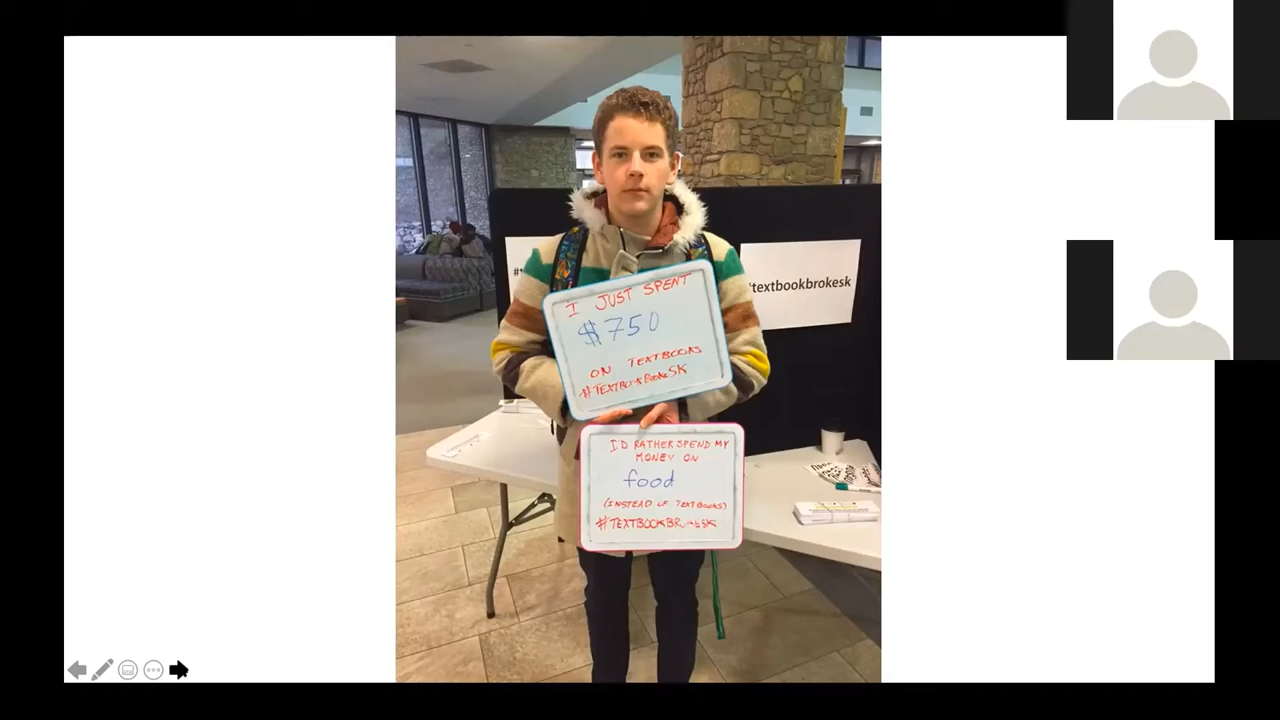 I JUST SPENT
$750
ON TEXTBOOKS
#TEXTBOOKBROKESK
I'D RATHER SPEND MY
MONEY ON
food
(INSTEAD OF TEXTBOOKS)
#TEXTBOOKBROKESK
#textbookbrokesk